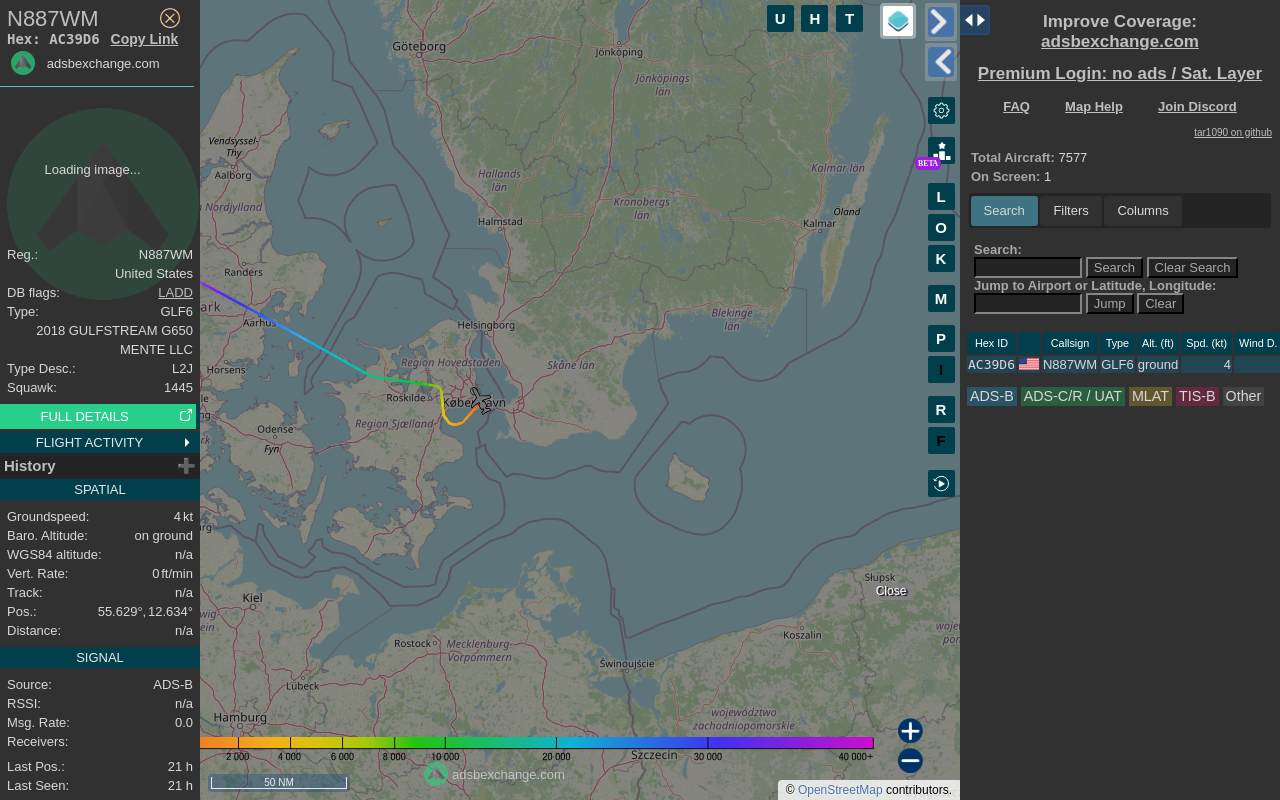 N887WM
Hex: AC39D6 Copy Link
adsbexchange.com
Loading image...
Reg.: N887WM
United States
DB flags: LADD
Type: GLF6
2018 GULFSTREAM G650
MENTE LLC
Type Desc.: L2J
Squawk: 1445
FULL DETAILS
FLIGHT ACTIVITY
History
SPATIAL
Groundspeed: 4 kt
Baro. Altitude: on ground
WGS84 altitude: n/a
Vert. Rate: 0 ft/min
Track: n/a
Pos.: 55.629°, 12.634°
Distance: n/a
SIGNAL
Source: ADS-B
RSSI: n/a
Msg. Rate: 0.0
Receivers:
Last Pos.: 21 h
Last Seen: 21 h
U H T
Göteborg
Jönköping
Jönköpings
län
Vendsyssel-
Thy
Aalborg
Nordjylland
Hallands
län
Kronobergs
län
Kalmar län
Öland
Halmstad
Kalmar
Randers
Aarhus
Blekinge
län
Helsingborg
Region Hovedstaden
Skåne län
Horsens
Roskilde
København
Region Sjælland
Odense
Fyn
Kiel
Słupsk
Close
Koszalin
Rostock
Mecklenburg-
Vorpommern
Świnoujście
Lübeck
Hamburg
województwo
zachodniopomorskie
Szczecin
BETA
L
O
K
M
P
I
R
F
2 000 4 000 6 000 8 000 10 000 20 000 30 000 40 000+
adsbexchange.com
50 NM
© OpenStreetMap contributors.
Improve Coverage:
adsbexchange.com
Premium Login: no ads / Sat. Layer
FAQ Map Help Join Discord
tar1090 on github
Total Aircraft: 7577
On Screen: 1
Search Filters Columns
Search:
Search Clear Search
Jump to Airport or Latitude, Longitude:
Jump Clear
Hex ID Callsign Type Alt. (ft) Spd. (kt) Wind D.
AC39D6 N887WM GLF6 ground 4
ADS-B ADS-C/R / UAT MLAT TIS-B Other